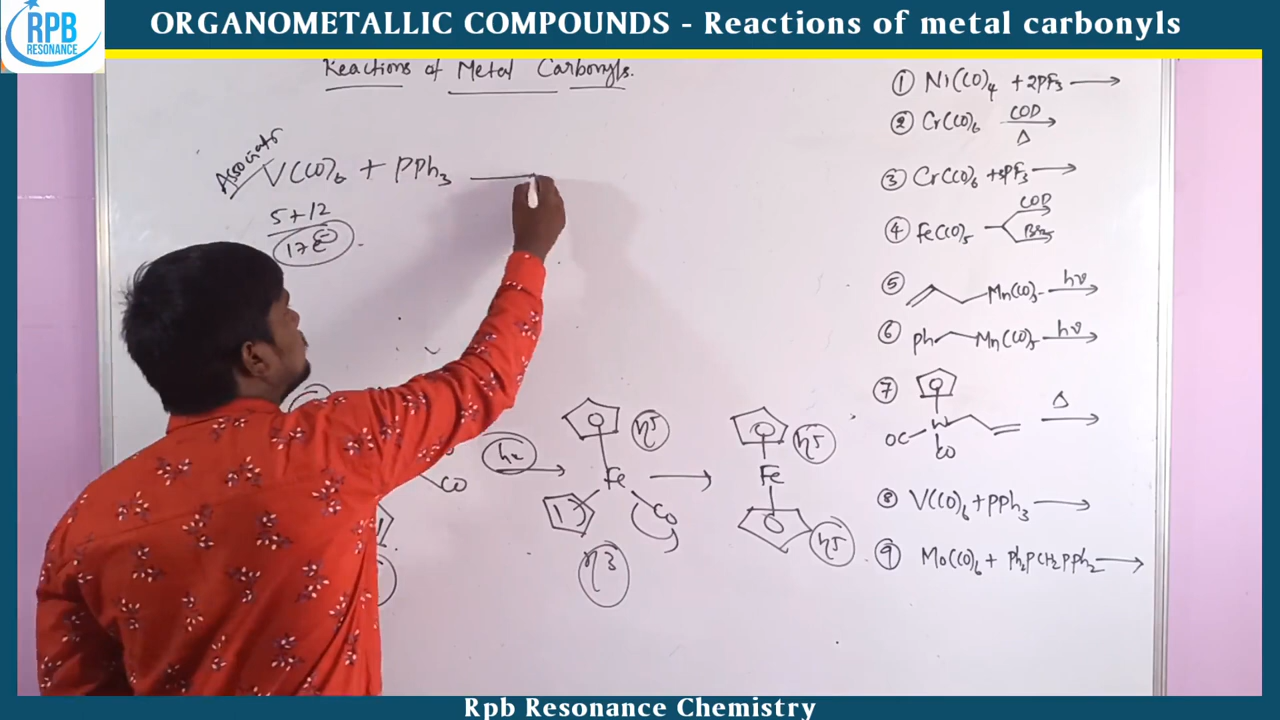 RPB
RESONANCE
ORGANOMETALLIC COMPOUNDS - Reactions of metal carbonyls
Reactions of Metal Carbonyls.
V(CO)₆ + PPh₃
5+12
17e⁻
CO
hν
η5
Fe
CO
η3
η5
Fe
η5
① Ni(CO)₄ + 2PF₃ →
② Cr(CO)₆ COD Δ →
③ Cr(CO)₆ + 3PF₃ →
④ Fe(CO)₅ COD
Br₂
⑤ Mn(CO)₅ hν →
⑥ ph Mn(CO)₅ hν →
⑦ OC W CO Δ →
⑧ V(CO)₆ + PPh₃ →
⑨ Mo(CO)₆ + Ph₂PCH₂PPh₂ →
Rpb Resonance Chemistry